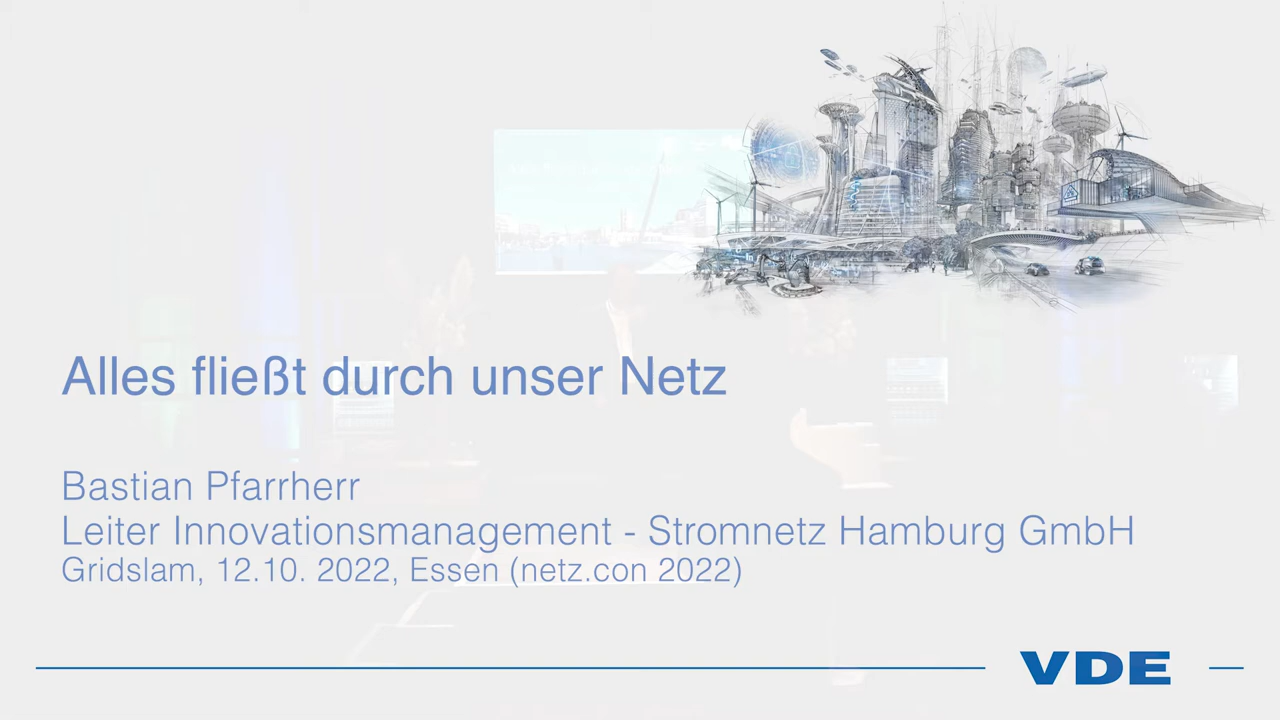 Alles fließt durch unser Netz
Bastian Pfarrherr
Leiter Innovationsmanagement - Stromnetz Hamburg GmbH
Gridslam, 12.10. 2022, Essen (netz.con 2022)
VDE